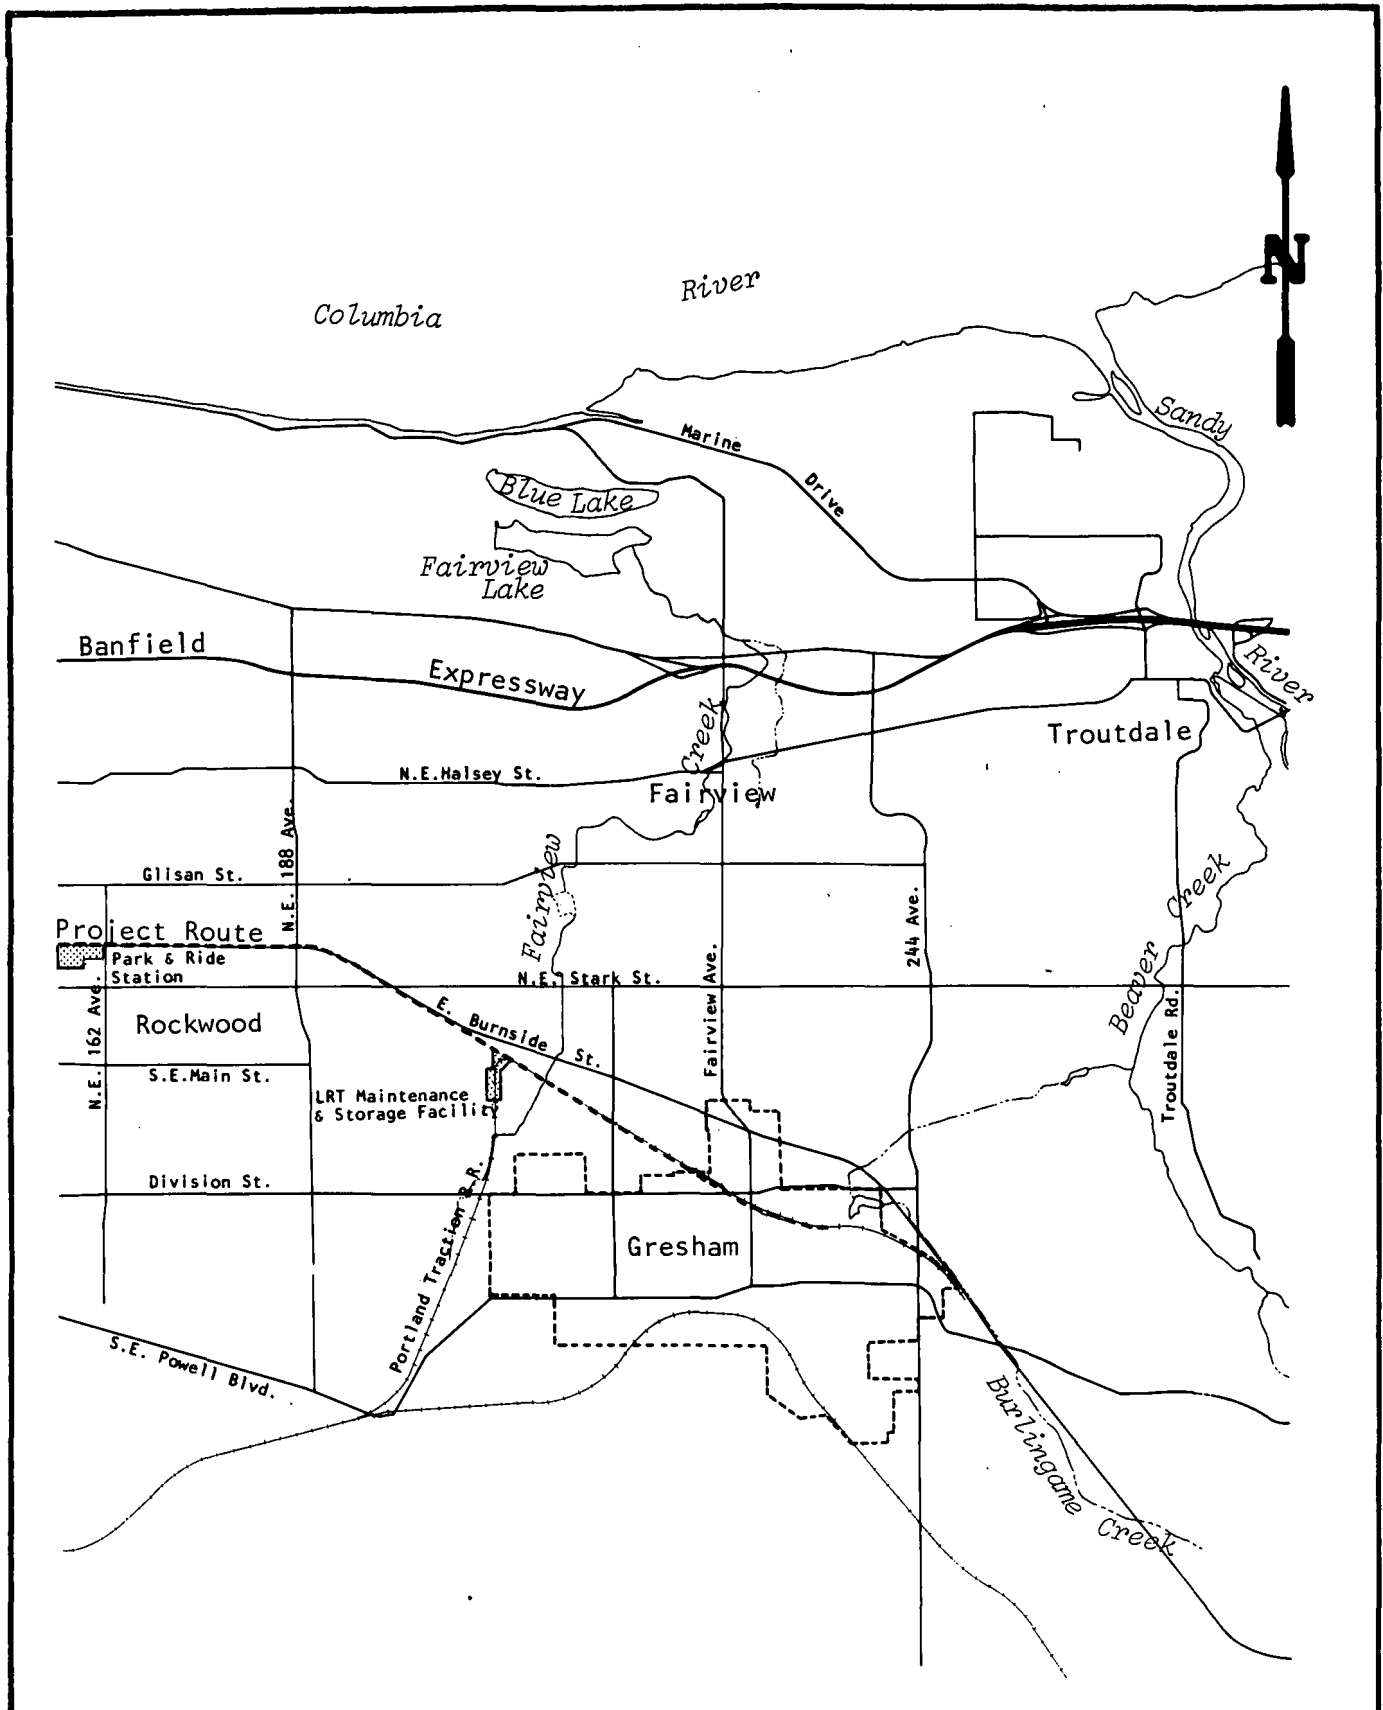 N
River
Columbia
Sandy
Marine
Drive
Blue Lake
Fairview
Lake
Banfield
Expressway
River
Creek
Troutdale
N.E.Halsey St.
Fairview
N.E. 188 Ave.
Fairview
Glisan St.
Creek
244 Ave.
Project Route
Park & Ride
Station
N.E. Stark St.
Fairview Ave.
Beaver
N.E. 162 Ave.
Rockwood
E. Burnside St.
Troutdale Rd.
S.E.Main St.
LRT Maintenance
& Storage Facility
Division St.
Portland Traction R.R.
Gresham
S.E. Powell Blvd.
Burlingame
Creek